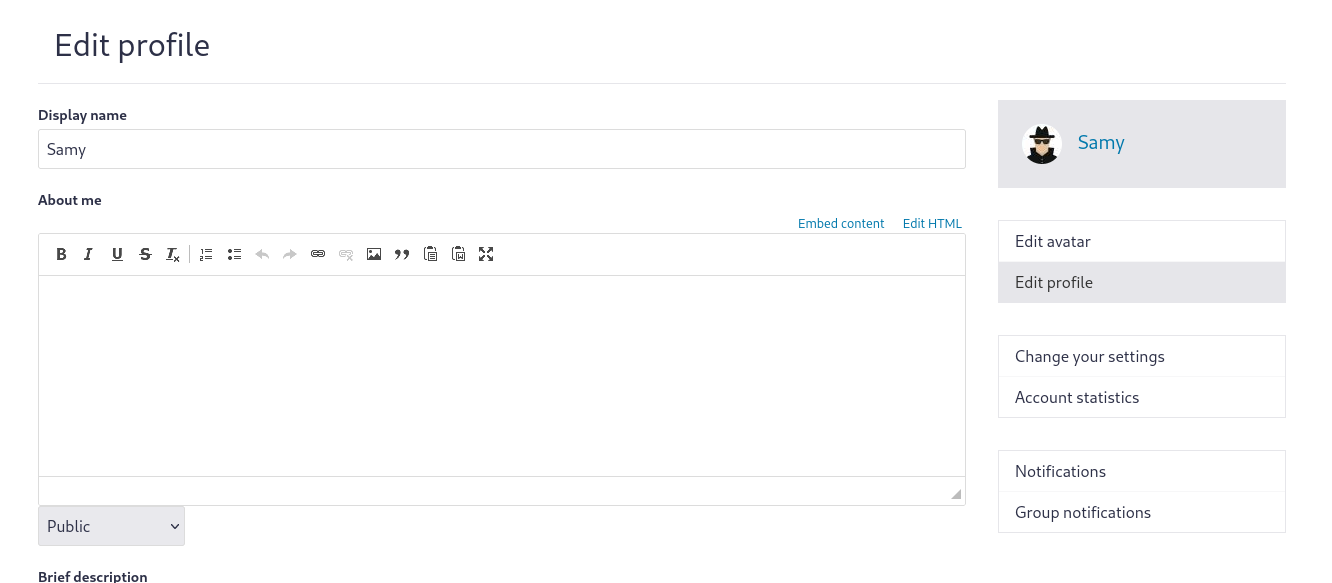 Edit profile
Display name
Samy
About me
Embed content Edit HTML
B I U S Tx
Public
Brief description
Samy
Edit avatar
Edit profile
Change your settings
Account statistics
Notifications
Group notifications